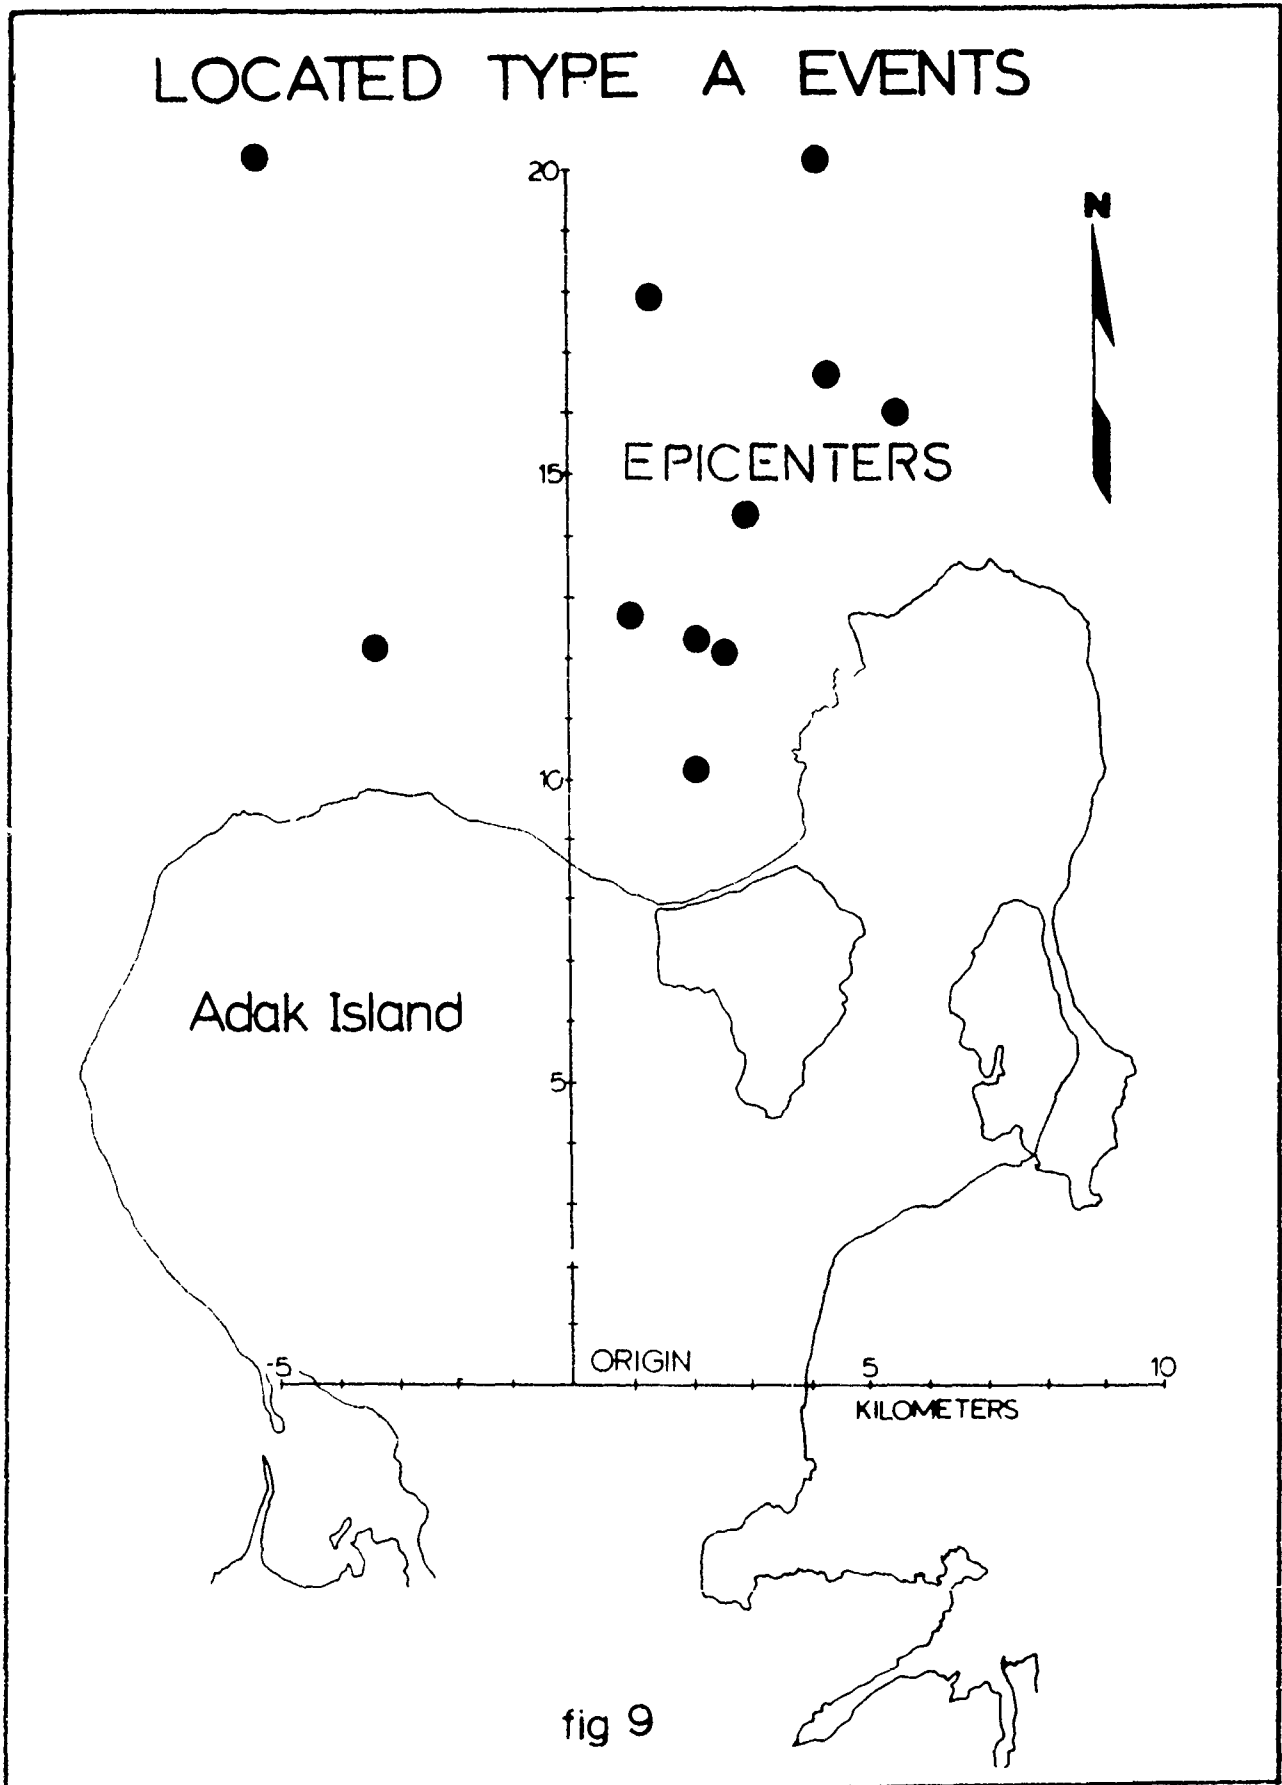 LOCATED TYPE A EVENTS
20
N
EPICENTERS
15
10
Adak Island
5
-5
ORIGIN
5
10
KILOMETERS
fig 9